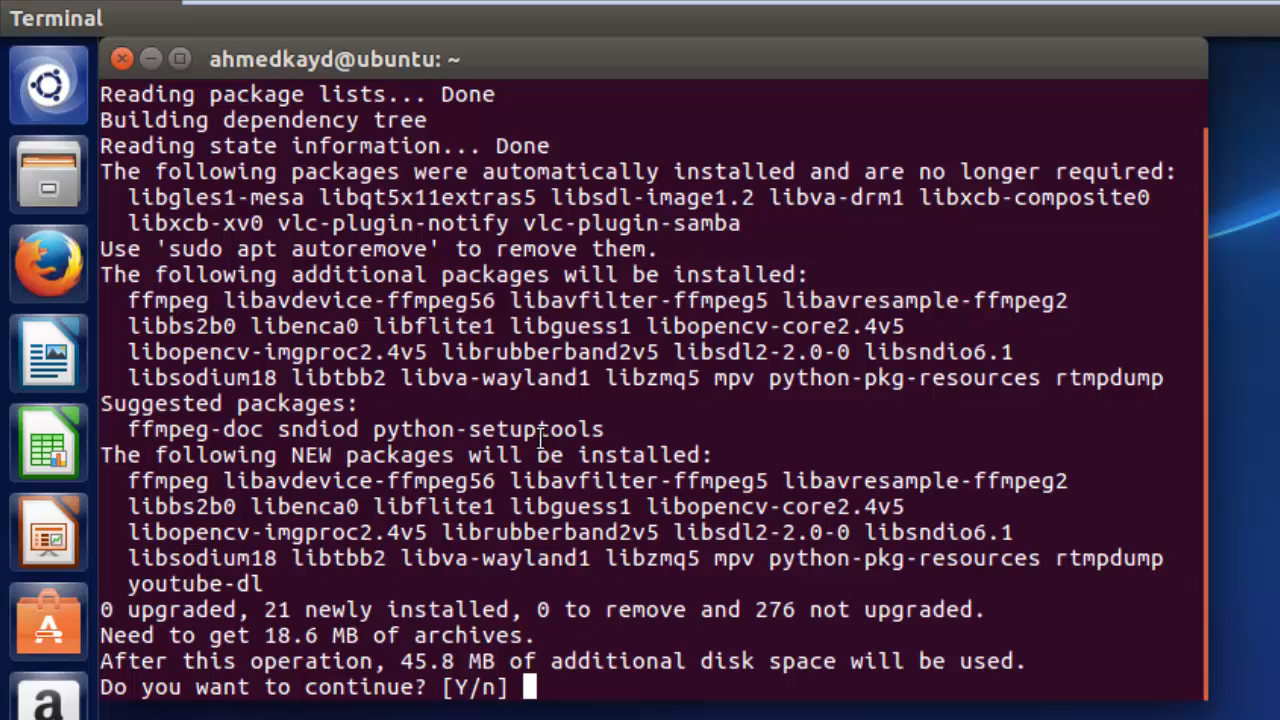 Terminal
ahmedkayd@ubuntu: ~
Reading package lists... Done
Building dependency tree
Reading state information... Done
The following packages were automatically installed and are no longer required:
libgles1-mesa libqt5x11extras5 libsdl-image1.2 libva-drm1 libxcb-composite0
libxcb-xv0 vlc-plugin-notify vlc-plugin-samba
Use 'sudo apt autoremove' to remove them.
The following additional packages will be installed:
ffmpeg libavdevice-ffmpeg56 libavfilter-ffmpeg5 libavresample-ffmpeg2
libbs2b0 libenca0 libflite1 libguess1 libopencv-core2.4v5
libopencv-imgproc2.4v5 librubberband2v5 libsdl2-2.0-0 libsndio6.1
libsodium18 libtbb2 libva-wayland1 libzmq5 mpv python-pkg-resources rtmpdump
Suggested packages:
ffmpeg-doc sndiod python-setuptools
The following NEW packages will be installed:
ffmpeg libavdevice-ffmpeg56 libavfilter-ffmpeg5 libavresample-ffmpeg2
libbs2b0 libenca0 libflite1 libguess1 libopencv-core2.4v5
libopencv-imgproc2.4v5 librubberband2v5 libsdl2-2.0-0 libsndio6.1
libsodium18 libtbb2 libva-wayland1 libzmq5 mpv python-pkg-resources rtmpdump
youtube-dl
0 upgraded, 21 newly installed, 0 to remove and 276 not upgraded.
Need to get 18.6 MB of archives.
After this operation, 45.8 MB of additional disk space will be used.
Do you want to continue? [Y/n]
a